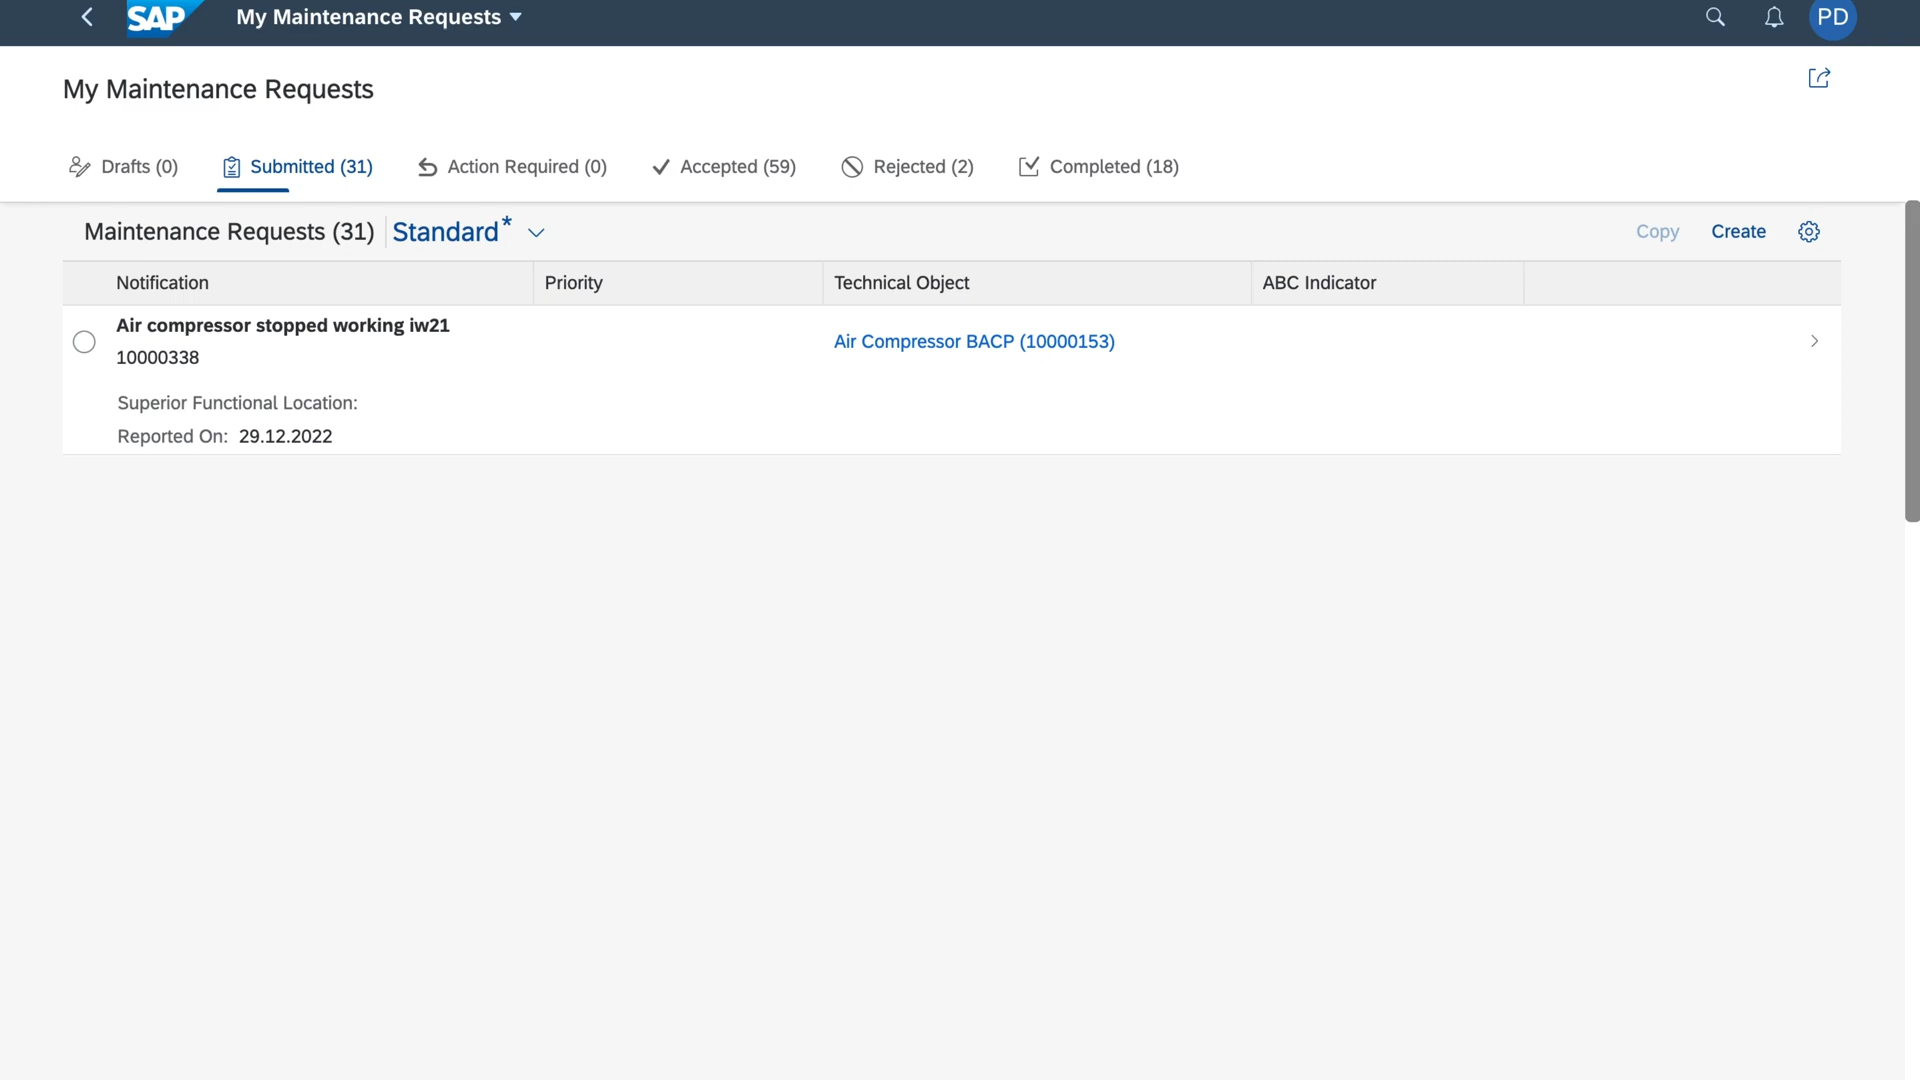 SAP My Maintenance Requests PD
My Maintenance Requests
Drafts (0) Submitted (31) Action Required (0) Accepted (59) Rejected (2) Completed (18)
Maintenance Requests (31) Standard* Copy Create
Notification Priority Technical Object ABC Indicator
Air compressor stopped working iw21
10000338
Air Compressor BACP (10000153)
Superior Functional Location:
Reported On: 29.12.2022